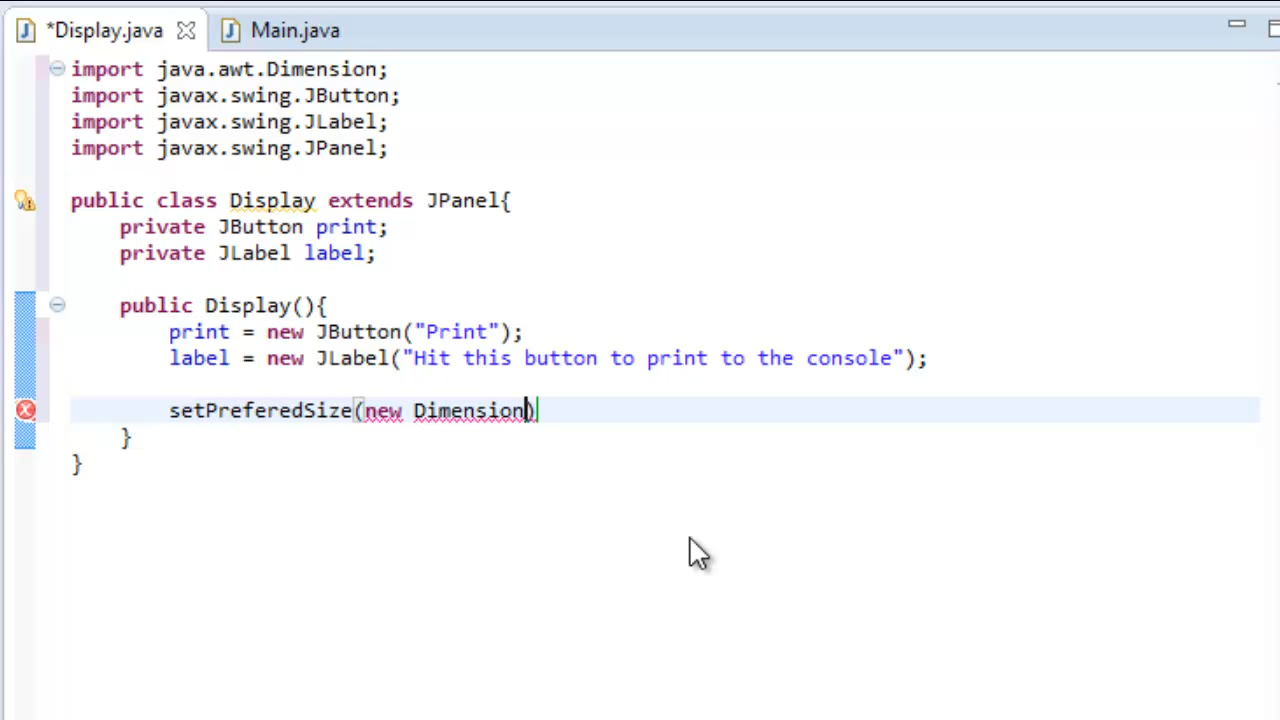 *Display.java Main.java
import java.awt.Dimension;
import javax.swing.JButton;
import javax.swing.JLabel;
import javax.swing.JPanel;
public class Display extends JPanel{
private JButton print;
private JLabel label;
public Display(){
print = new JButton("Print");
label = new JLabel("Hit this button to print to the console");
setPreferedSize(new Dimension)
}
}